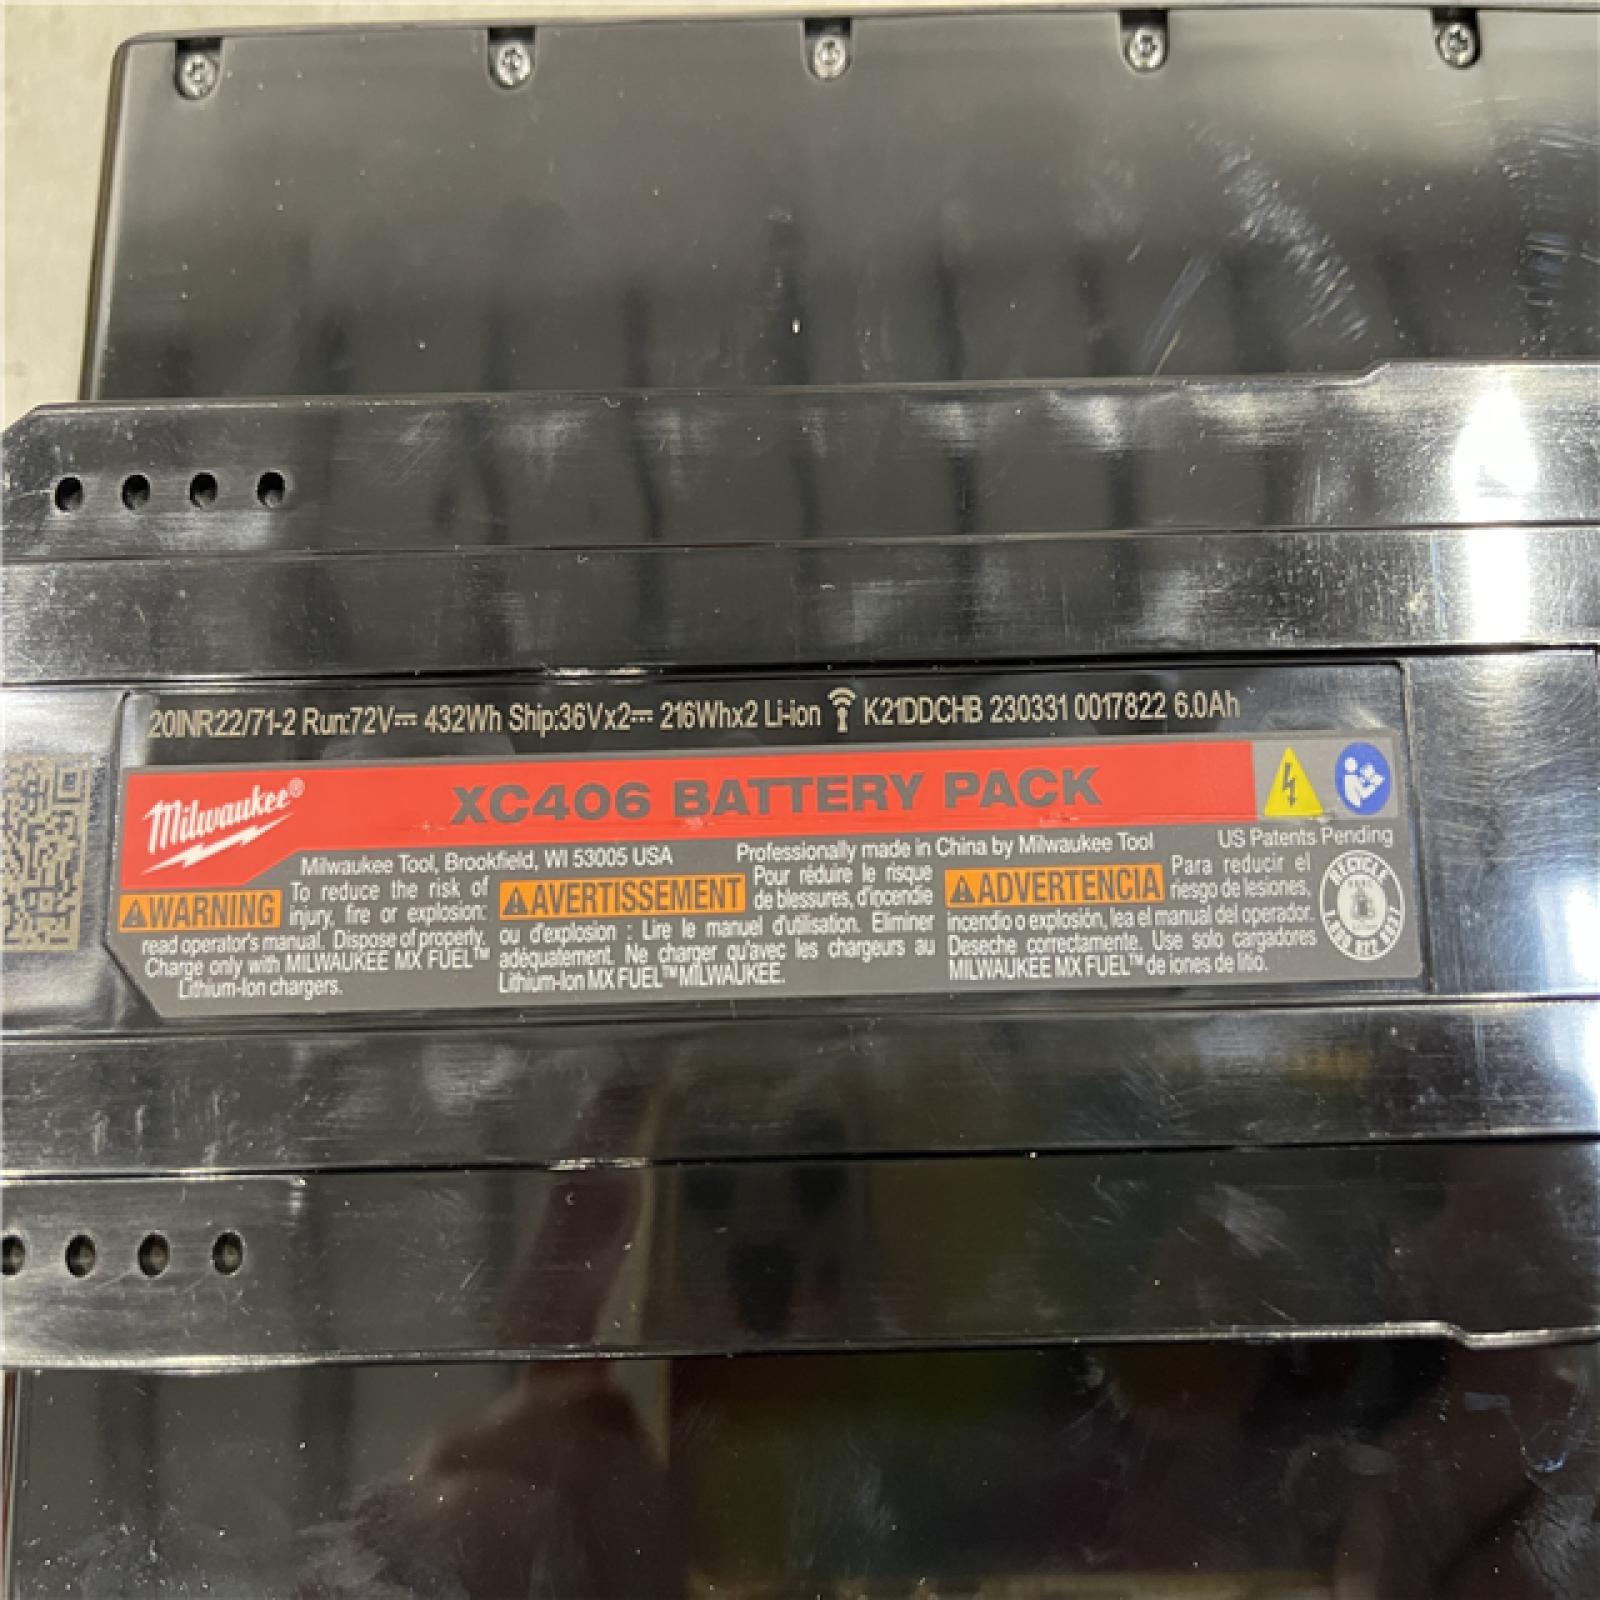 20INR22/71-2 Run:72V⎓ 432Wh Ship:36Vx2⎓ 216Whx2 Li-ion K21DDCHB 230331 0017822 6.0Ah
Milwaukee®
XC406 BATTERY PACK
Milwaukee Tool, Brookfield, WI 53005 USA
Professionally made in China by Milwaukee Tool
US Patents Pending
⚠WARNING To reduce the risk of
injury, fire or explosion:
read operator's manual. Dispose of properly.
Charge only with MILWAUKEE MX FUEL™
Lithium-Ion chargers.
⚠AVERTISSEMENT Pour réduire le risque
de blessures, d'incendie
ou d'explosion : Lire le manuel d'utilisation. Éliminer
adéquatement. Ne charger qu'avec les chargeurs au
Lithium-Ion MX FUEL™ MILWAUKEE.
⚠ADVERTENCIA Para reducir el
riesgo de lesiones,
incendio o explosión, lea el manual del operador.
Deseche correctamente. Use solo cargadores
MILWAUKEE MX FUEL™ de iones de litio.
RECYCLE
1.800.822.8837